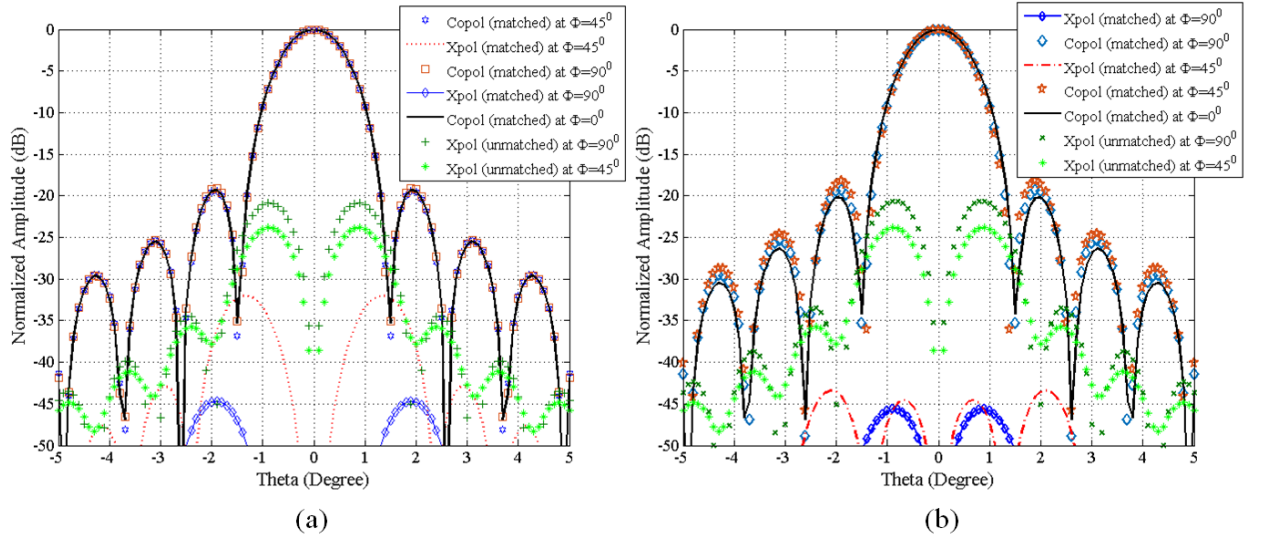 Normalized Amplitude (dB)
0
-5
-10
-15
-20
-25
-30
-35
-40
-45
-50
-5
-4
-3
-2
-1
0
1
2
3
4
5
Theta (Degree)
Copol (matched) at Φ=45⁰
Xpol (matched) at Φ=45⁰
Copol (matched) at Φ=90⁰
Xpol (matched) at Φ=90⁰
Copol (matched) at Φ=0⁰
Xpol (unmatched) at Φ=90⁰
Xpol (unmatched) at Φ=45⁰
(a)
Normalized Amplitude (dB)
0
-5
-10
-15
-20
-25
-30
-35
-40
-45
-50
-5
-4
-3
-2
-1
0
1
2
3
4
5
Theta (Degree)
Xpol (matched) at Φ=90⁰
Copol (matched) at Φ=90⁰
Xpol (matched) at Φ=45⁰
Copol (matched) at Φ=45⁰
Copol (matched) at Φ=0⁰
Xpol (unmatched) at Φ=90⁰
Xpol (unmatched) at Φ=45⁰
(b)